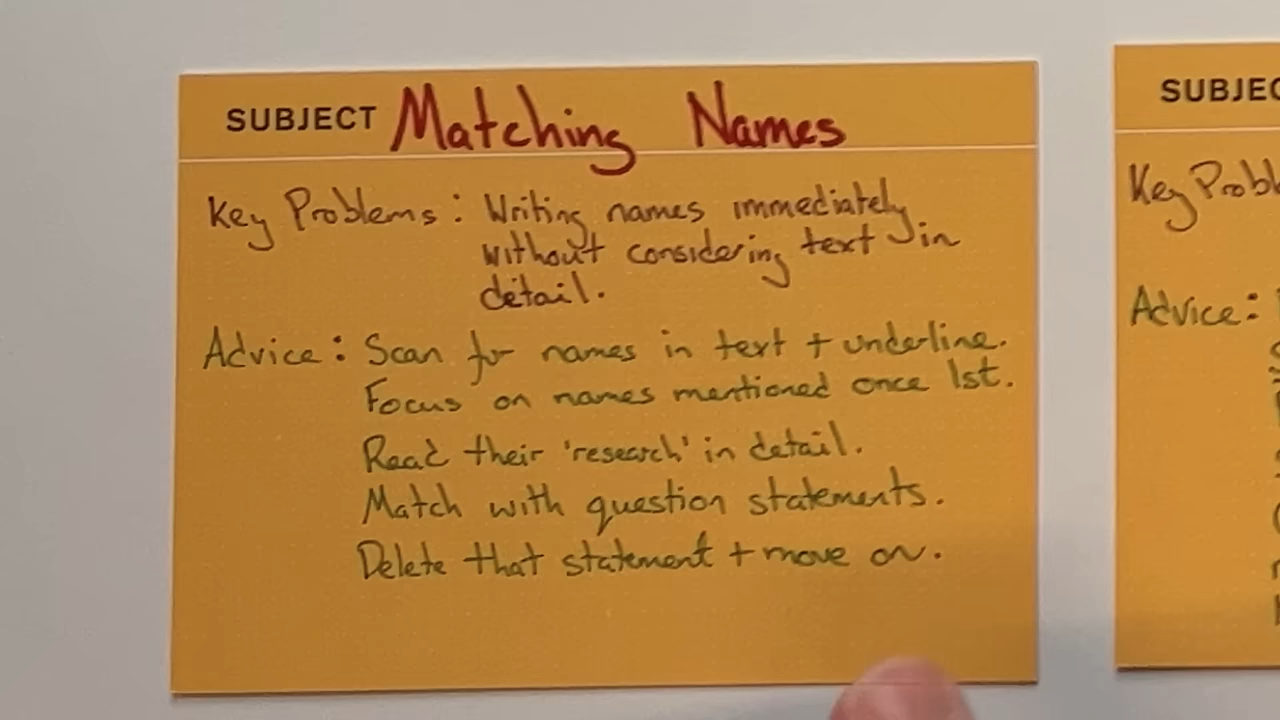 SUBJECT Matching Names
Key Problems: Writing names immediately
without considering text in
detail.
Advice: Scan for names in text + underline.
Focus on names mentioned once 1st.
Read their 'research' in detail.
Match with question statements.
Delete that statement + move on.
SUBJEC
Key Probl
Advice: